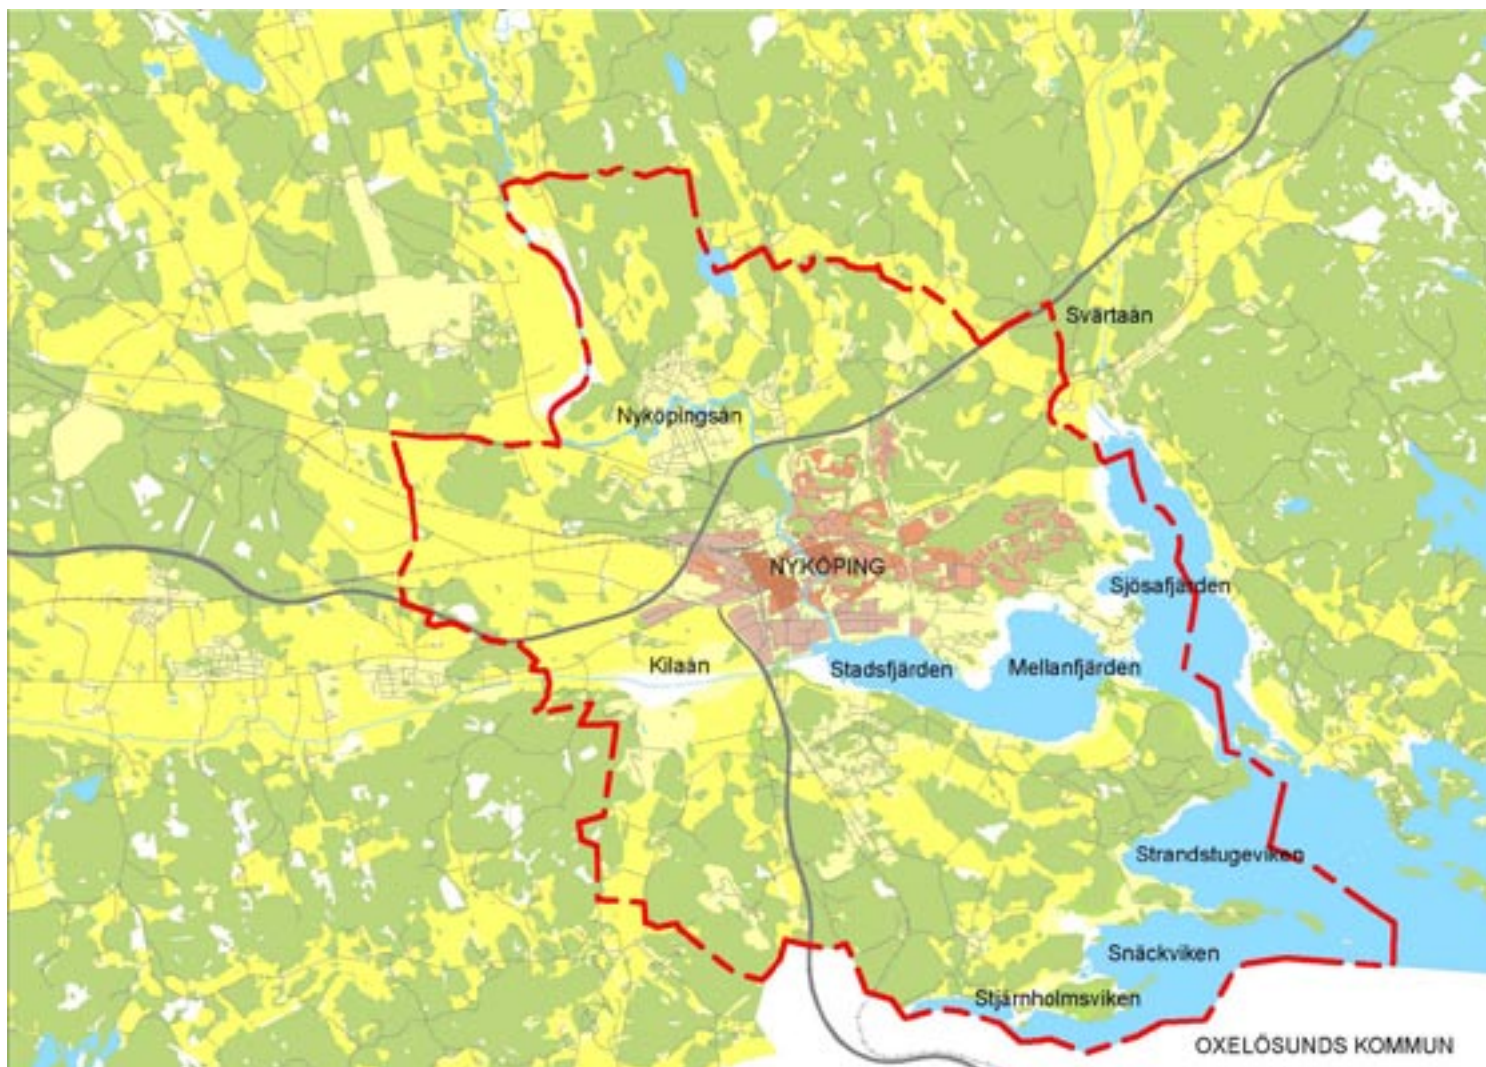 Svärtaån
Nyköpingsån
NYKÖPING
Sjösafjärden
Kilaån
Stadsfjärden
Mellanfjärden
Strandstugeviken
Snäckviken
Stjärnholmsviken
OXELÖSUNDS KOMMUN